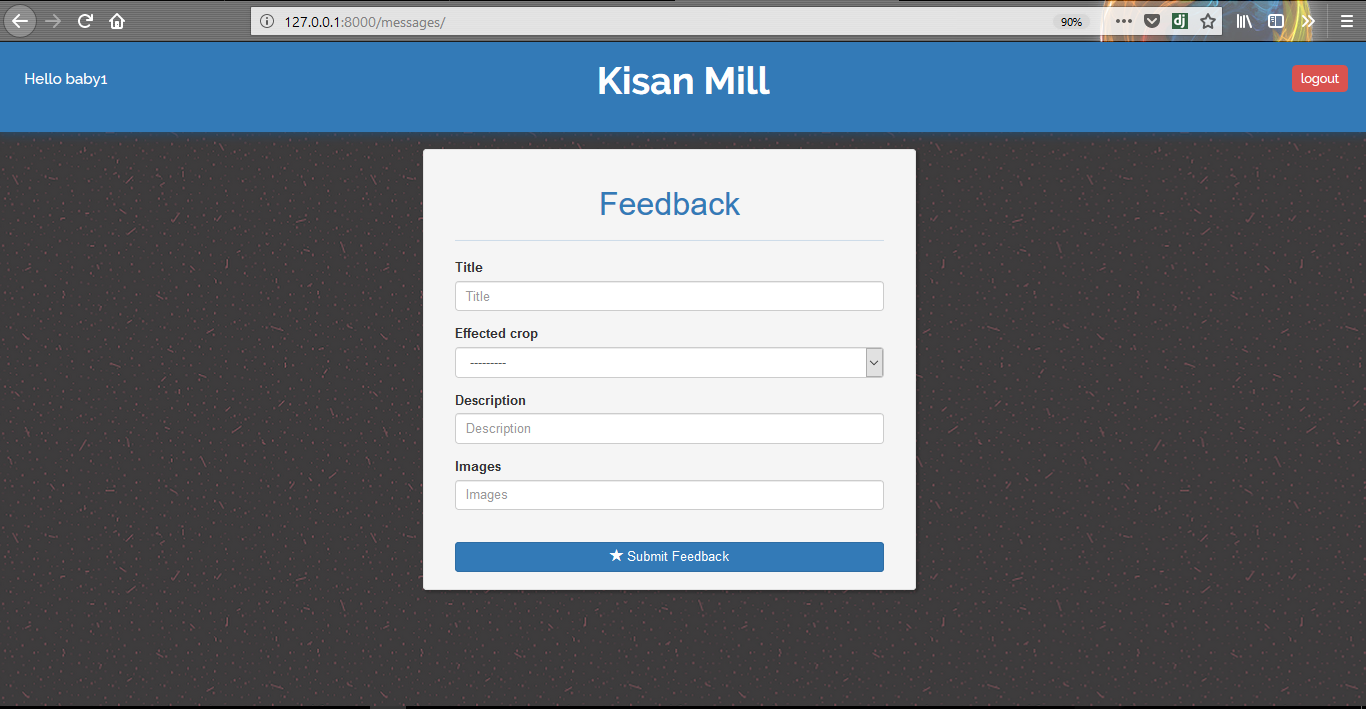 127.0.0.1:8000/messages/
90%
dj
Hello baby1
Kisan Mill
logout
Feedback
Title
Title
Effected crop
---------
Description
Description
Images
Images
Submit Feedback